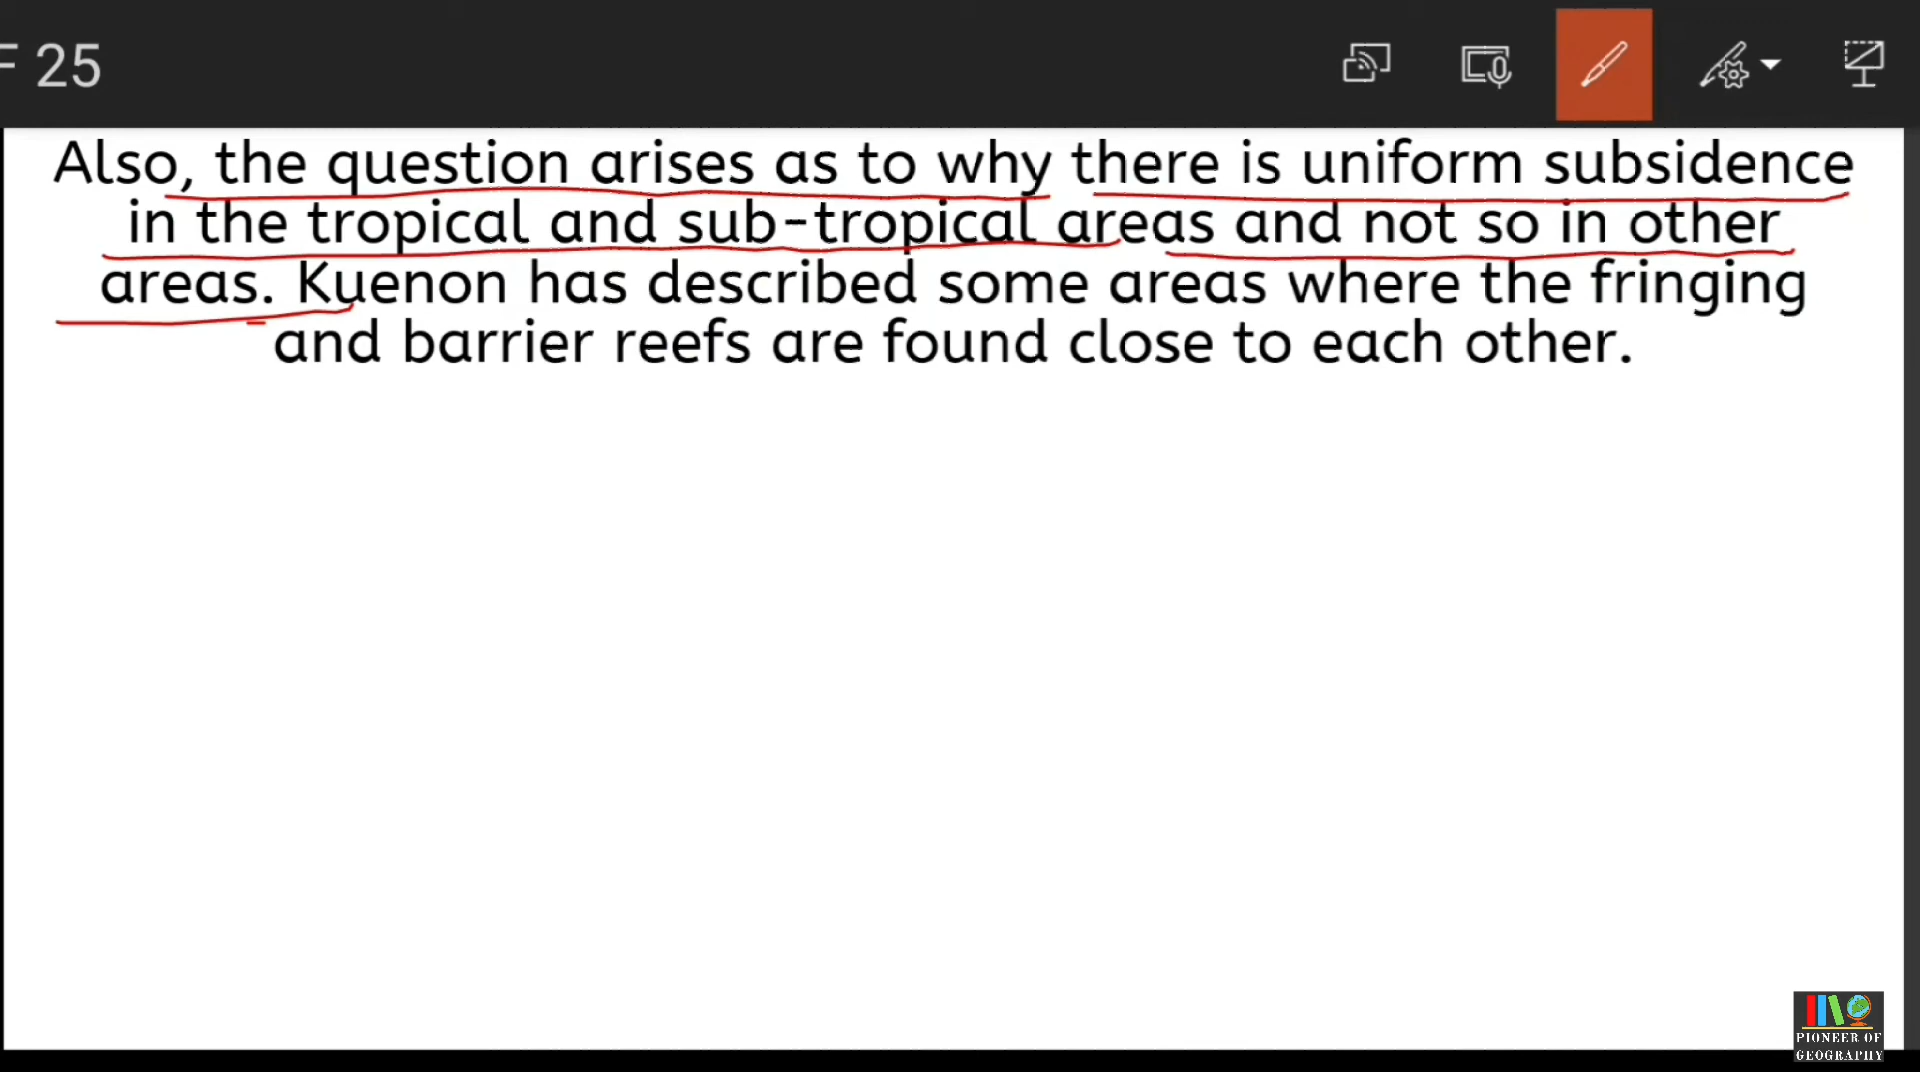 F 25
Also, the question arises as to why there is uniform subsidence
in the tropical and sub-tropical areas and not so in other
areas. Kuenon has described some areas where the fringing
and barrier reefs are found close to each other.
PIONEER OF
GEOGRAPHY